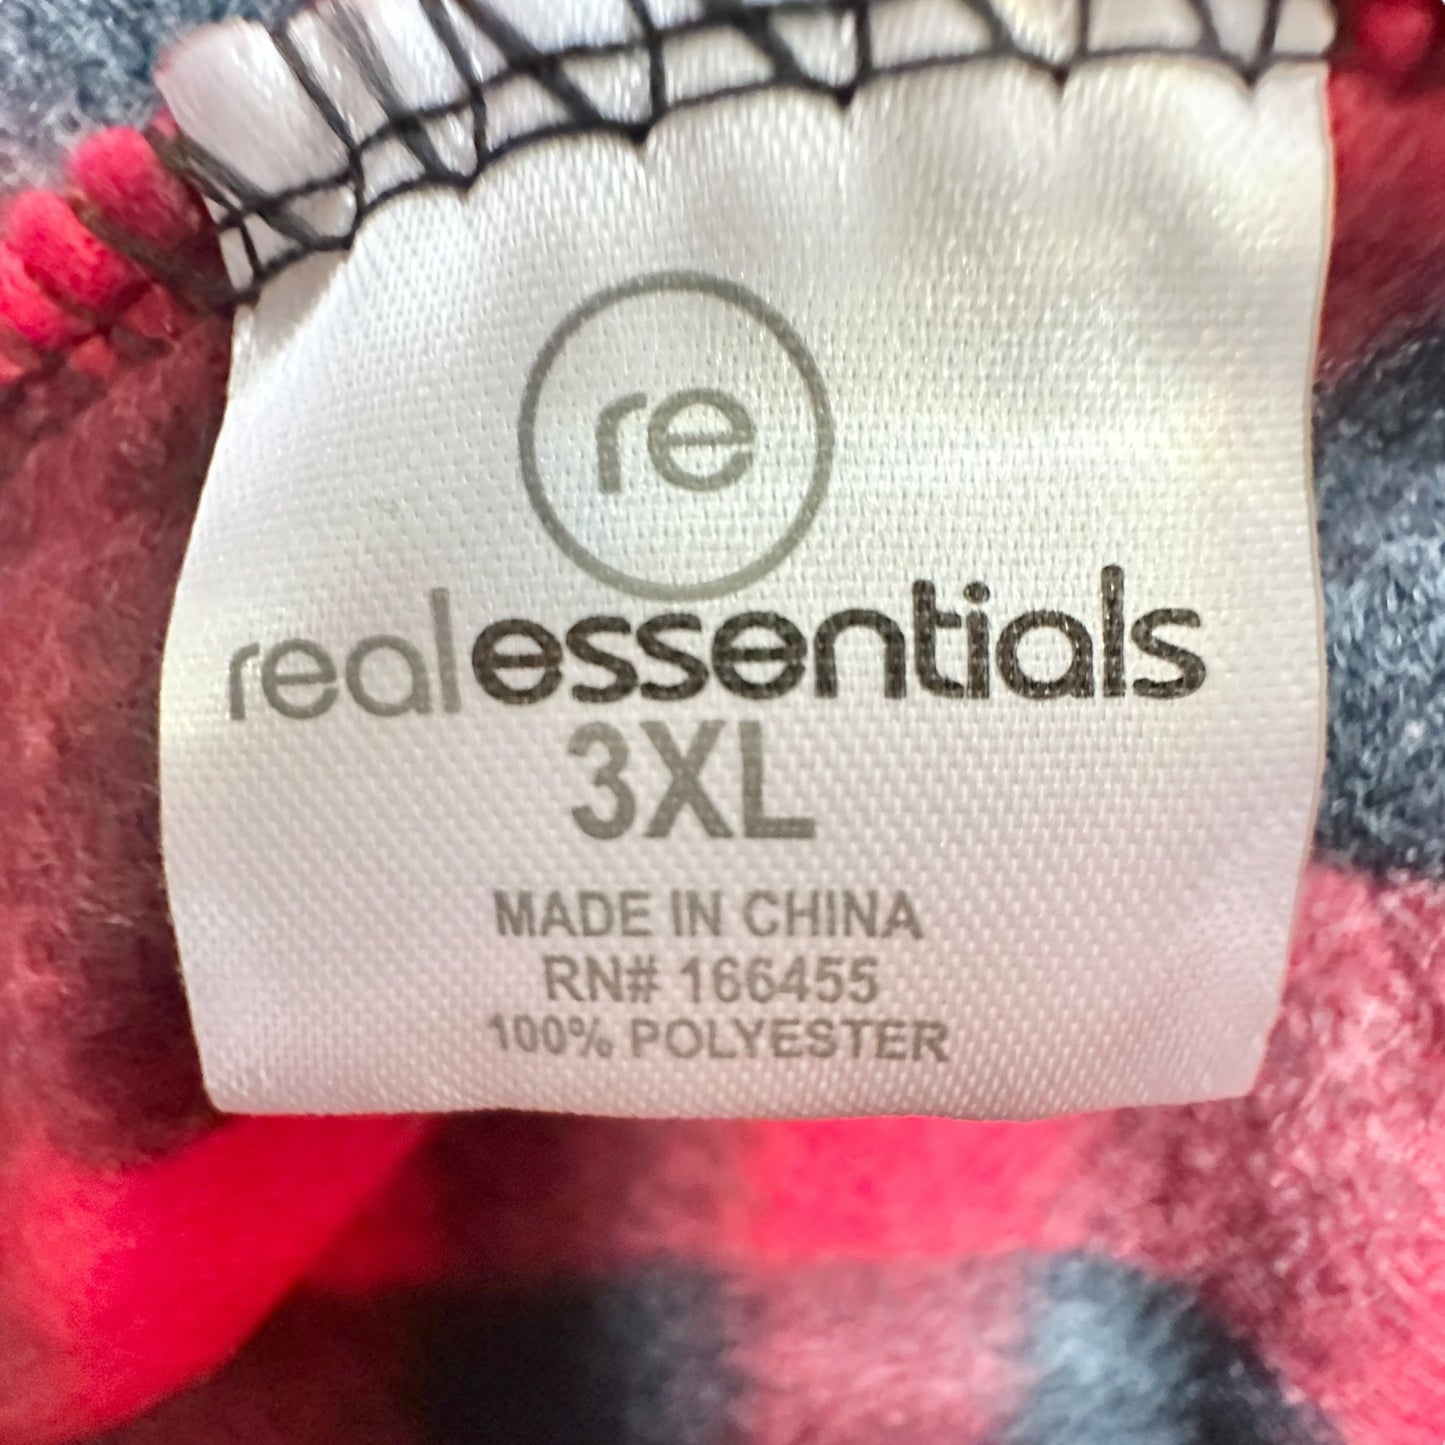 re
realessentials
3XL
MADE IN CHINA
RN# 166455
100% POLYESTER